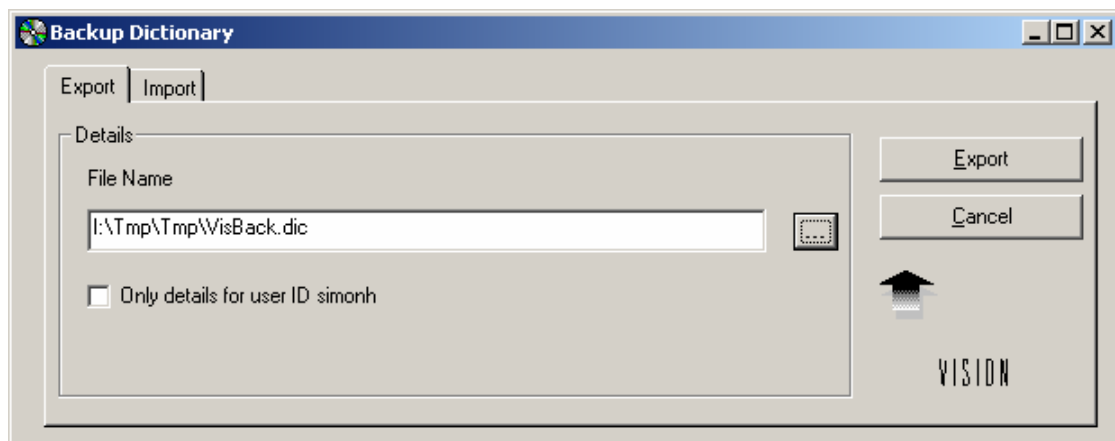 Backup Dictionary
Export
Import
Details
File Name
I:\Tmp\Tmp\VisBack.dic
...
Only details for user ID simonh
Export
Cancel
VISION